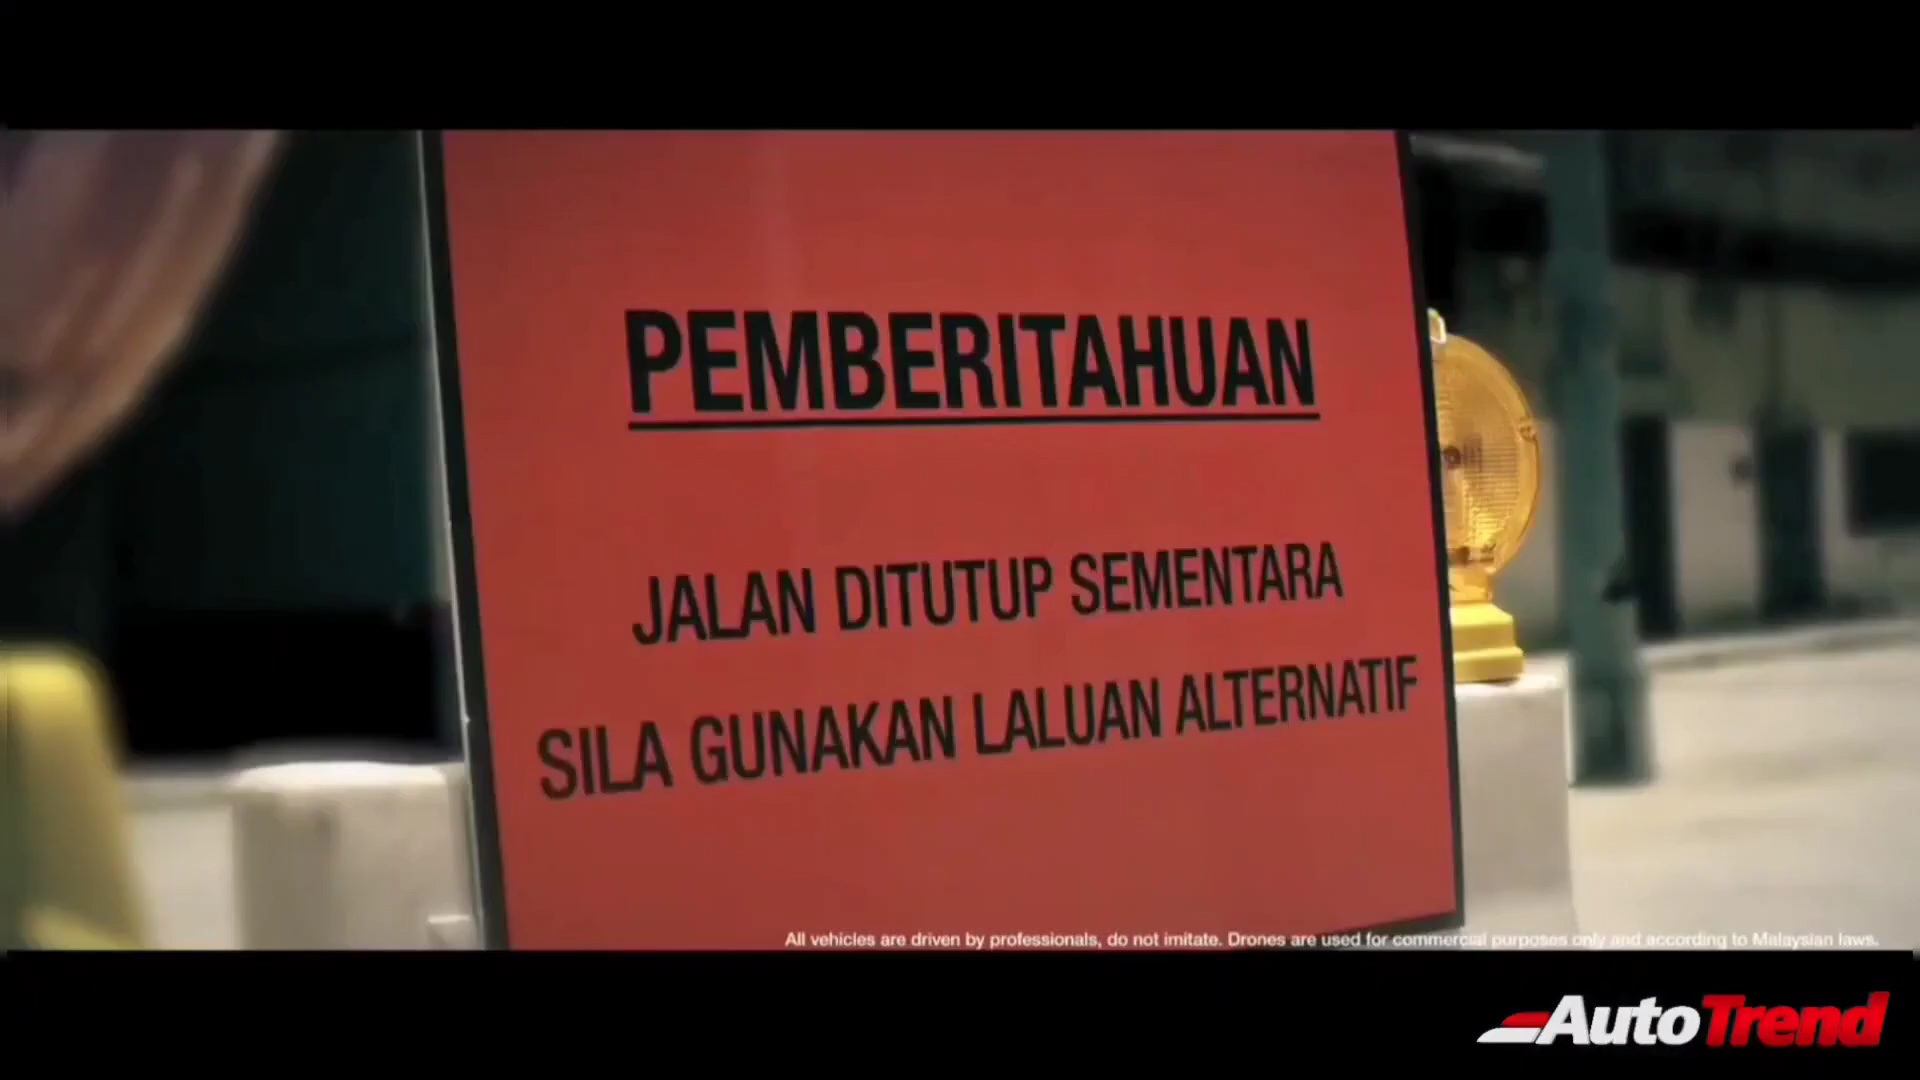 PEMBERITAHUAN
JALAN DITUTUP SEMENTARA
SILA GUNAKAN LALUAN ALTERNATIF
All vehicles are driven by professionals, do not imitate. Drones are used for commercial purposes only and according to Malaysian laws.
AutoTrend